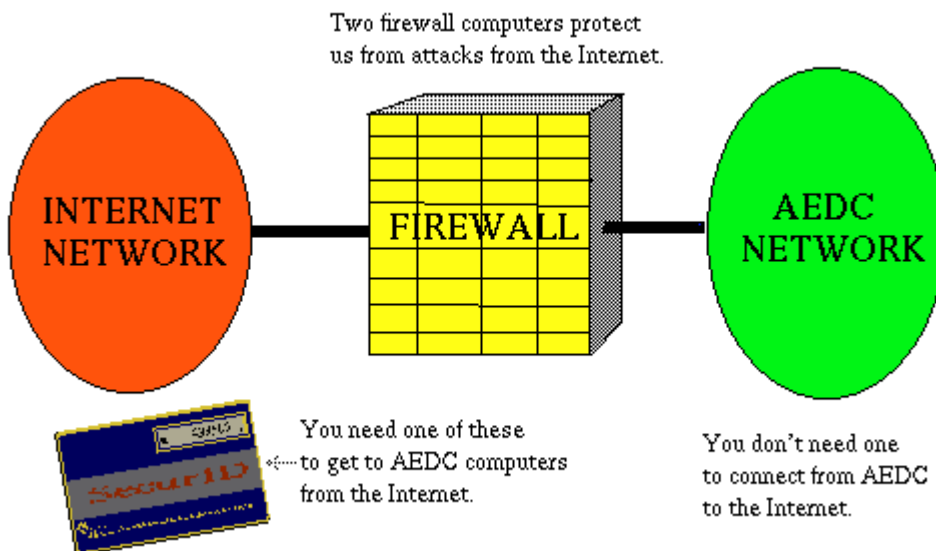 Two firewall computers protect
us from attacks from the Internet.
INTERNET
NETWORK
FIREWALL
AEDC
NETWORK
SecurID
You need one of these
to get to AEDC computers
from the Internet.
You don't need one
to connect from AEDC
to the Internet.